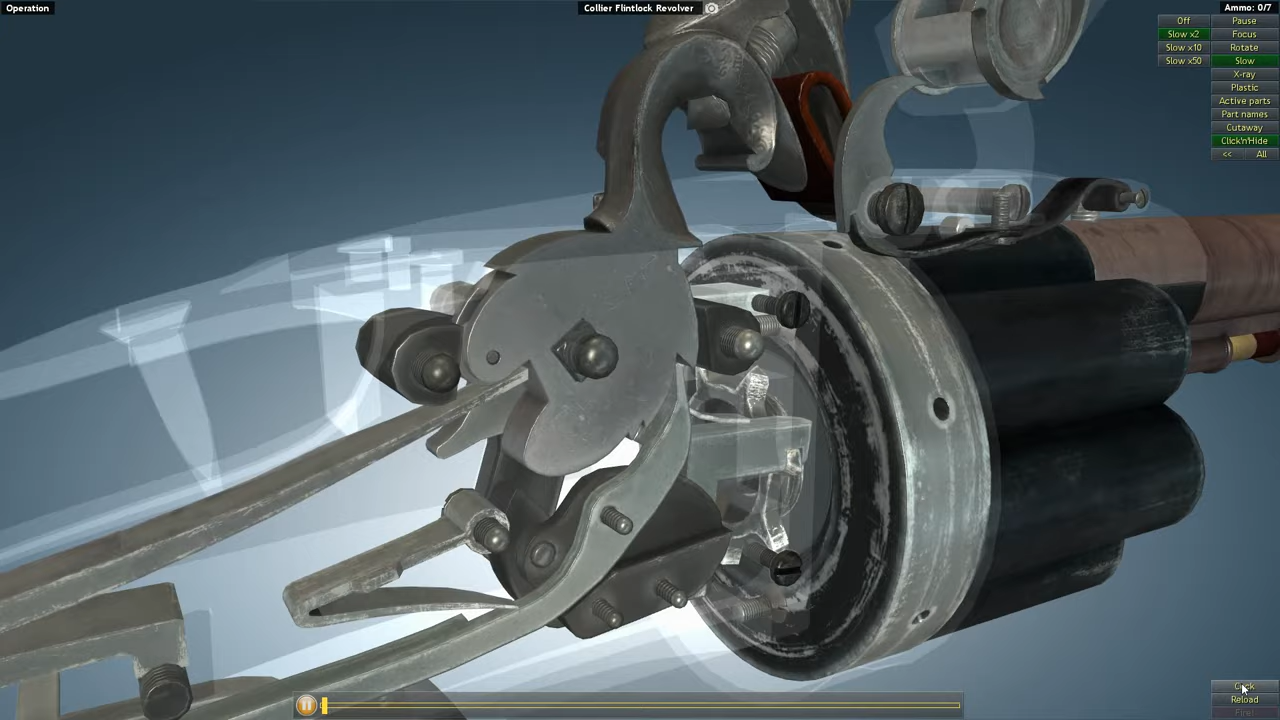 Operation
Collier Flintlock Revolver
Ammo: 0/7
Off
Pause
Slow x2
Focus
Slow x10
Rotate
Slow x50
Slow
X-ray
Plastic
Active parts
Part names
Cutaway
Click'n'Hide
<< All
Reload
Fire!